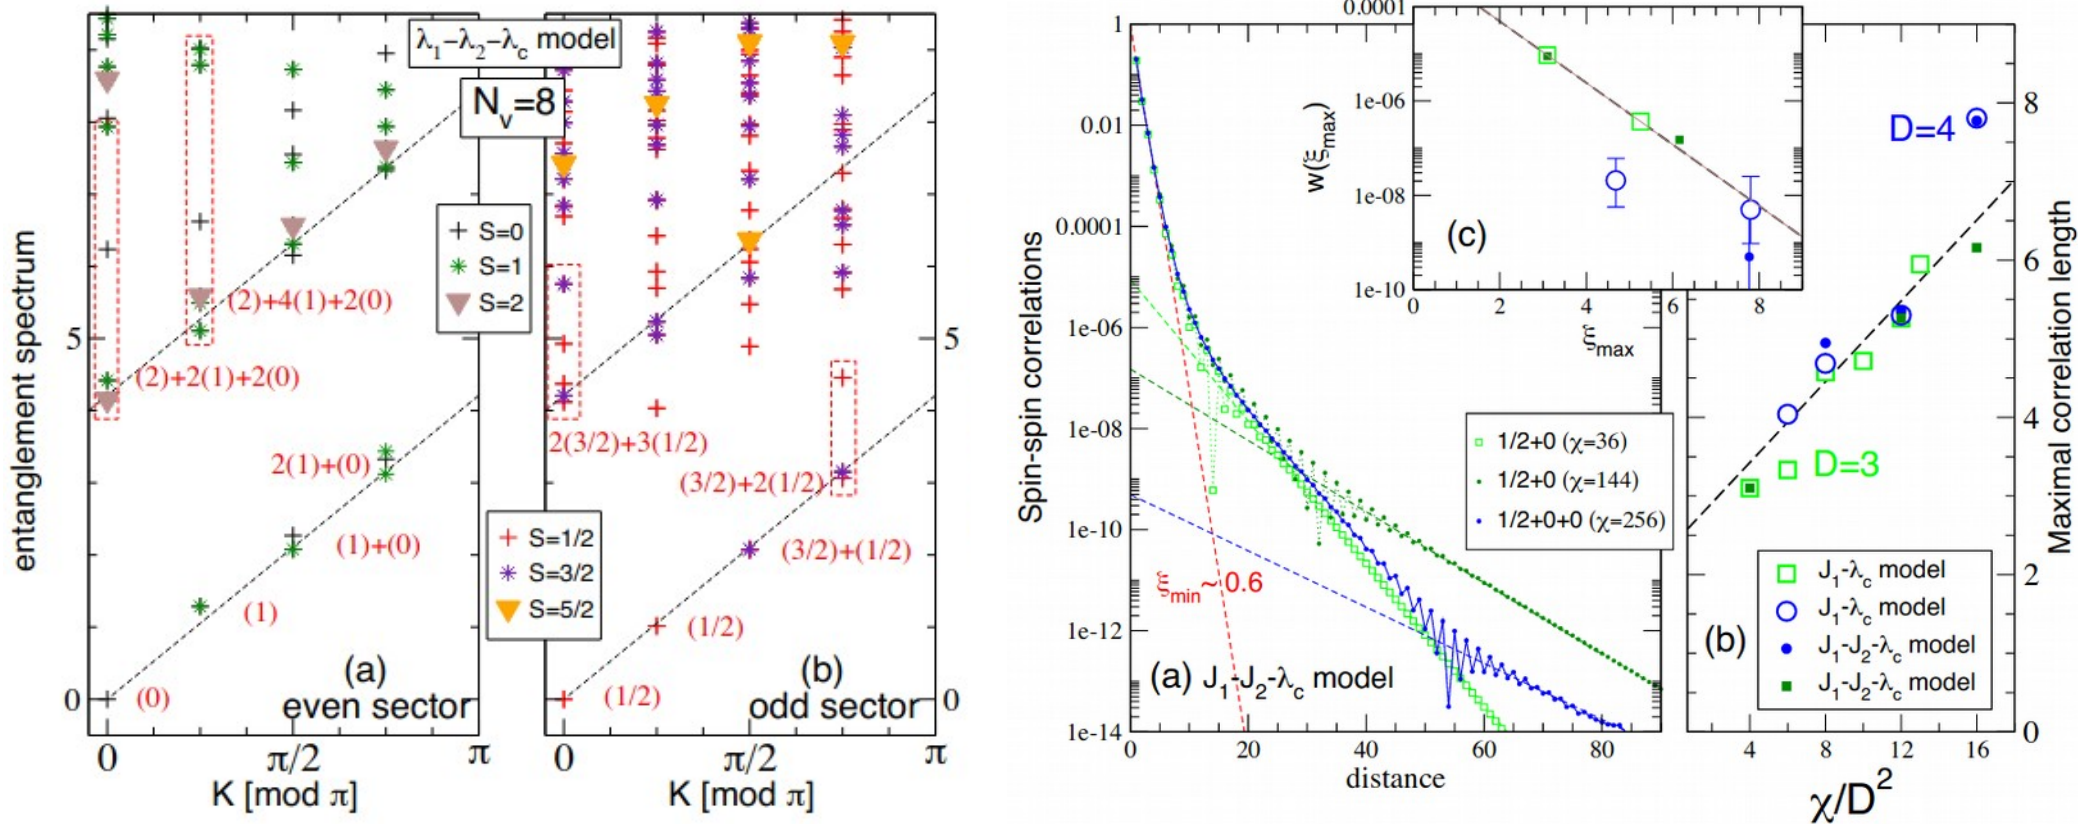 λ₁−λ₂−λc model
Nv=8
entanglement spectrum
5
0
S=0
S=1
S=2
(2)+4(1)+2(0)
(2)+2(1)+2(0)
2(1)+(0)
(1)+(0)
(1)
(0)
(a)
even sector
0
π/2
π
K [mod π]
5
0
S=1/2
S=3/2
S=5/2
2(3/2)+3(1/2)
(3/2)+2(1/2)
(3/2)+(1/2)
(1/2)
(1/2)
(b)
odd sector
0
π/2
π
K [mod π]
Spin-spin correlations
1
0.01
0.0001
1e-06
1e-08
1e-10
1e-12
1e-14
0
20
40
60
80
distance
ξmin~0.6
(a) J₁-J₂-λc model
1/2+0 (χ=36)
1/2+0 (χ=144)
1/2+0+0 (χ=256)
w(ξmax)
0.0001
1e-06
1e-08
1e-10
(c)
0
2
4
6
8
ξmax
D=4
D=3
(b)
J₁-λc model
J₁-λc model
J₁-J₂-λc model
J₁-J₂-λc model
8
6
4
2
0
Maximal correlation length
4
8
12
16
χ/D²